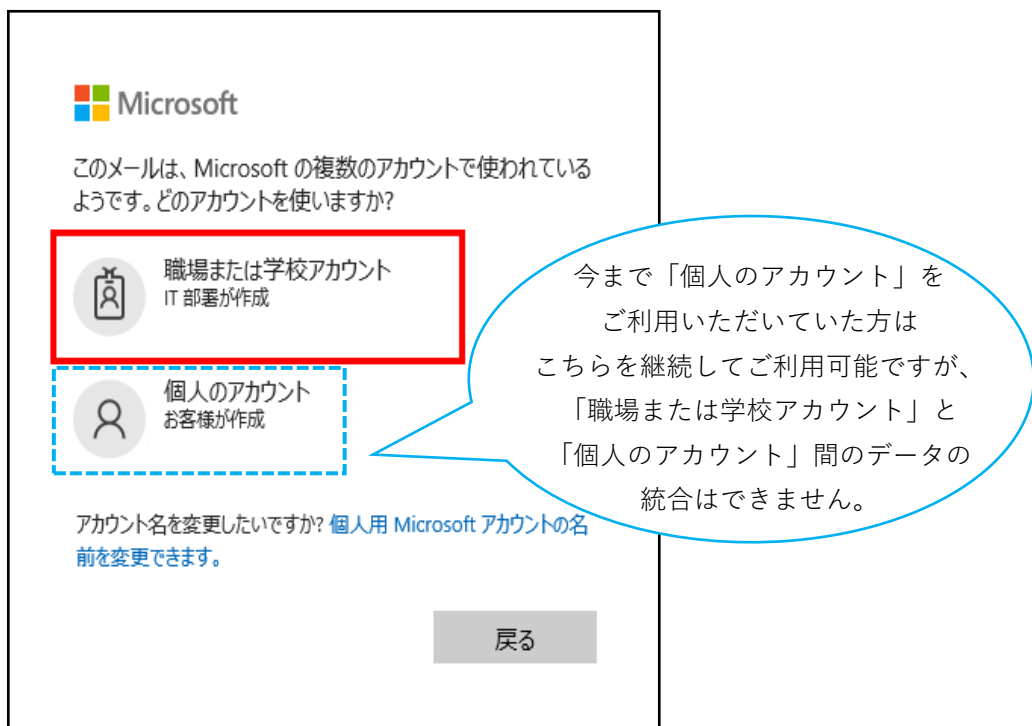 Microsoft
このメールは、Microsoft の複数のアカウントで使われている
ようです。どのアカウントを使いますか?
職場または学校アカウント
IT 部署が作成
個人のアカウント
お客様が作成
アカウント名を変更したいですか? 個人用 Microsoft アカウントの名
前を変更できます。
戻る
今まで「個人のアカウント」を
ご利用いただいていた方は
こちらを継続してご利用可能ですが、
「職場または学校アカウント」と
「個人のアカウント」間のデータの
統合はできません。